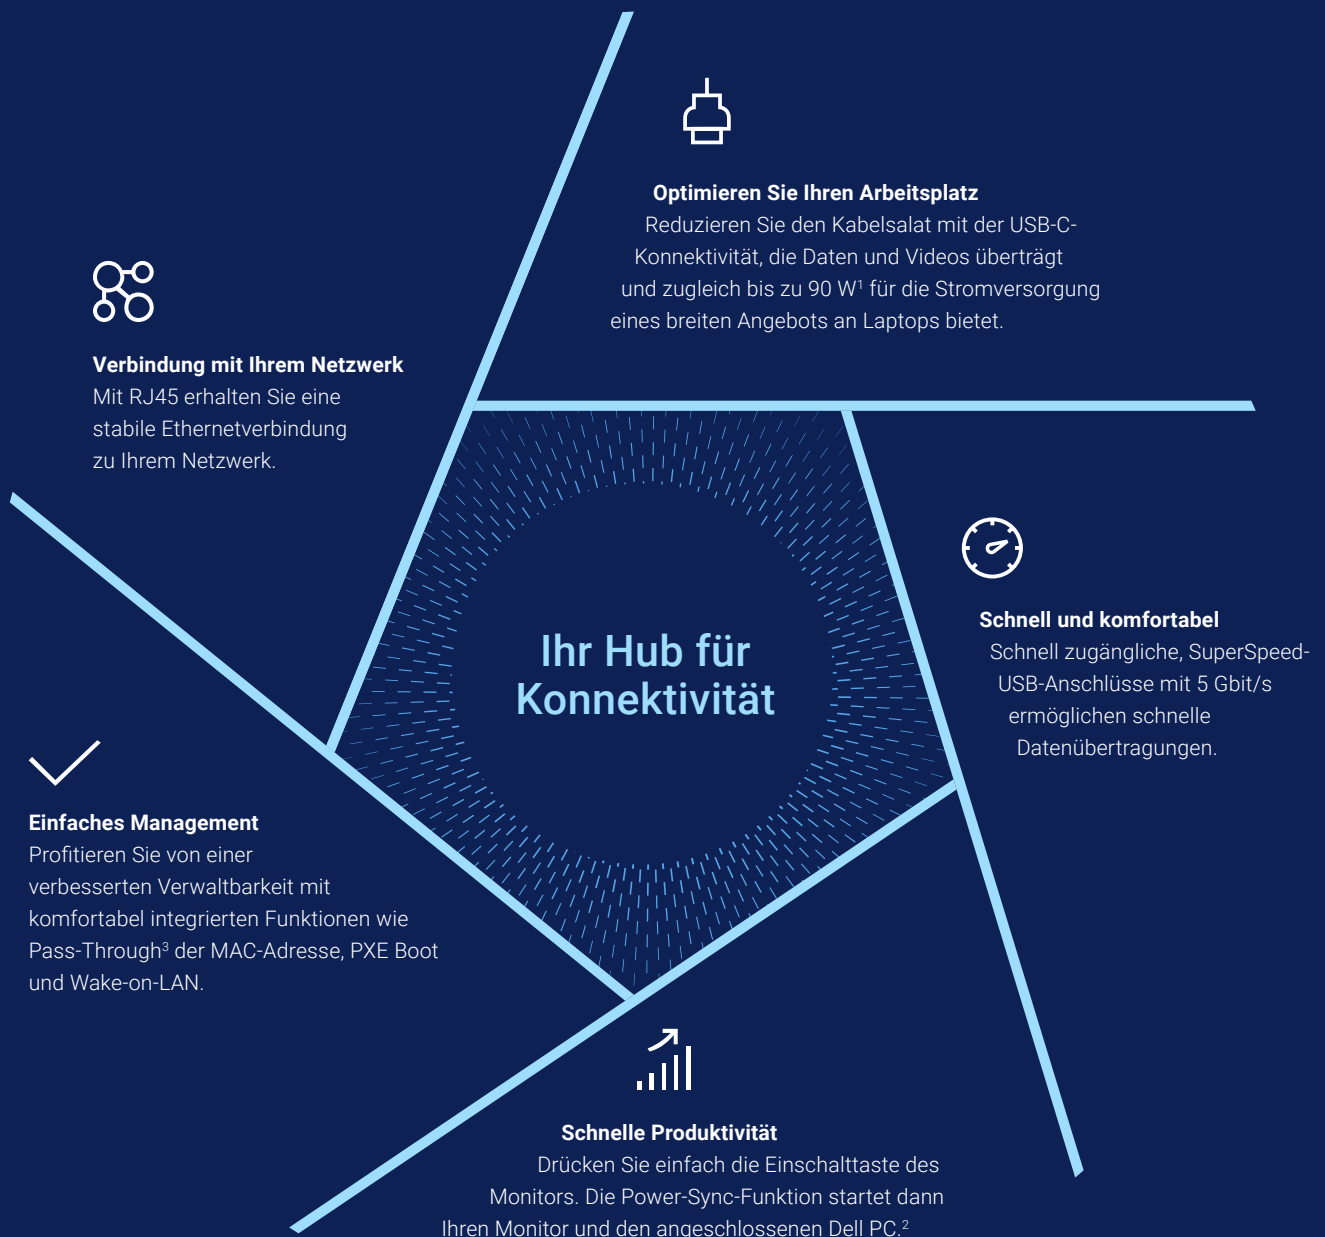 Optimieren Sie Ihren Arbeitsplatz
Reduzieren Sie den Kabelsalat mit der USB-C-
Konnektivität, die Daten und Videos überträgt
und zugleich bis zu 90 W¹ für die Stromversorgung
eines breiten Angebots an Laptops bietet.
Verbindung mit Ihrem Netzwerk
Mit RJ45 erhalten Sie eine
stabile Ethernetverbindung
zu Ihrem Netzwerk.
Ihr Hub für
Konnektivität
Schnell und komfortabel
Schnell zugängliche, SuperSpeed-
USB-Anschlüsse mit 5 Gbit/s
ermöglichen schnelle
Datenübertragungen.
Einfaches Management
Profitieren Sie von einer
verbesserten Verwaltbarkeit mit
komfortabel integrierten Funktionen wie
Pass-Through³ der MAC-Adresse, PXE Boot
und Wake-on-LAN.
Schnelle Produktivität
Drücken Sie einfach die Einschalttaste des
Monitors. Die Power-Sync-Funktion startet dann
Ihren Monitor und den angeschlossenen Dell PC.²